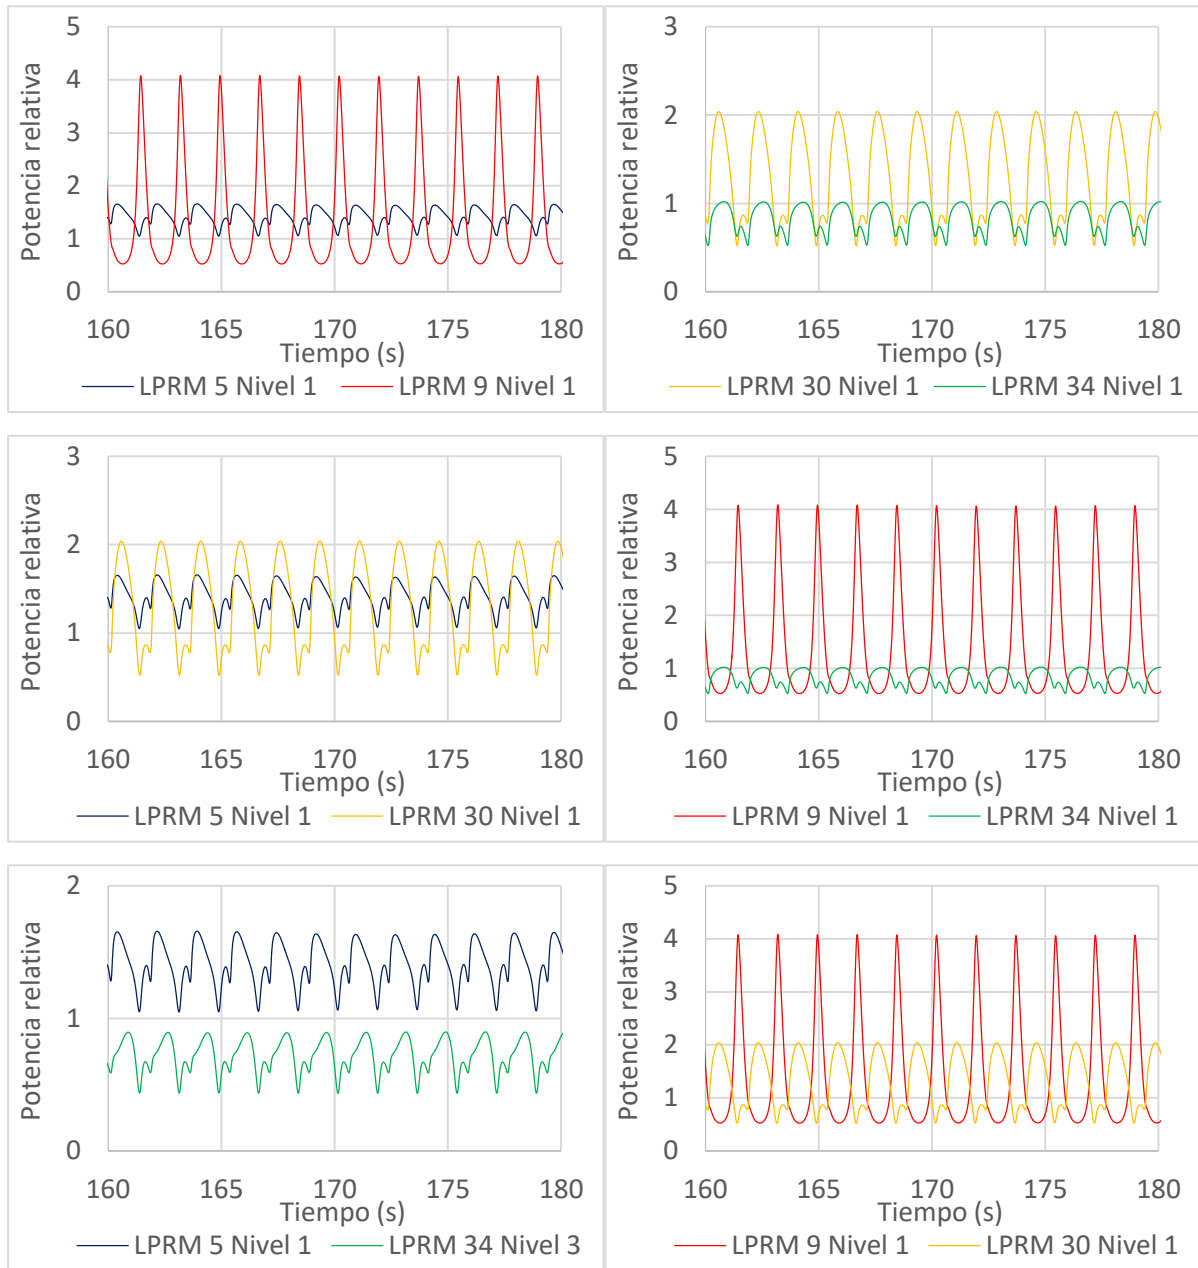 Potencia relativa
5
4
3
2
1
0
160 165 170 175 180
Tiempo (s)
LPRM 5 Nivel 1 LPRM 9 Nivel 1
Potencia relativa
3
2
1
0
160 165 170 175 180
Tiempo (s)
LPRM 30 Nivel 1 LPRM 34 Nivel 1
Potencia relativa
3
2
1
0
160 165 170 175 180
Tiempo (s)
LPRM 5 Nivel 1 LPRM 30 Nivel 1
Potencia relativa
5
4
3
2
1
0
160 165 170 175 180
Tiempo (s)
LPRM 9 Nivel 1 LPRM 34 Nivel 1
Potencia relativa
2
1
0
160 165 170 175 180
Tiempo (s)
LPRM 5 Nivel 1 LPRM 34 Nivel 3
Potencia relativa
5
4
3
2
1
0
160 165 170 175 180
Tiempo (s)
LPRM 9 Nivel 1 LPRM 30 Nivel 1